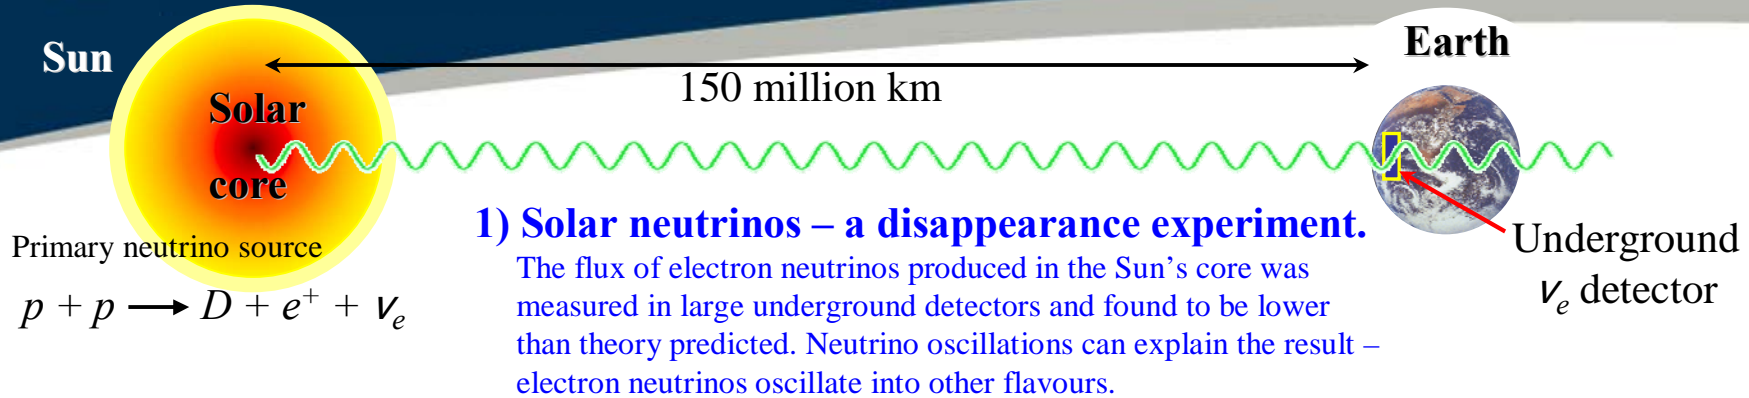 Sun
Earth
150 million km
Solar
core
1) Solar neutrinos – a disappearance experiment.
Primary neutrino source
The flux of electron neutrinos produced in the Sun's core was
measured in large underground detectors and found to be lower
than theory predicted. Neutrino oscillations can explain the result –
electron neutrinos oscillate into other flavours.
p + p ⟶ D + e⁺ + νₑ
Underground
νₑ detector